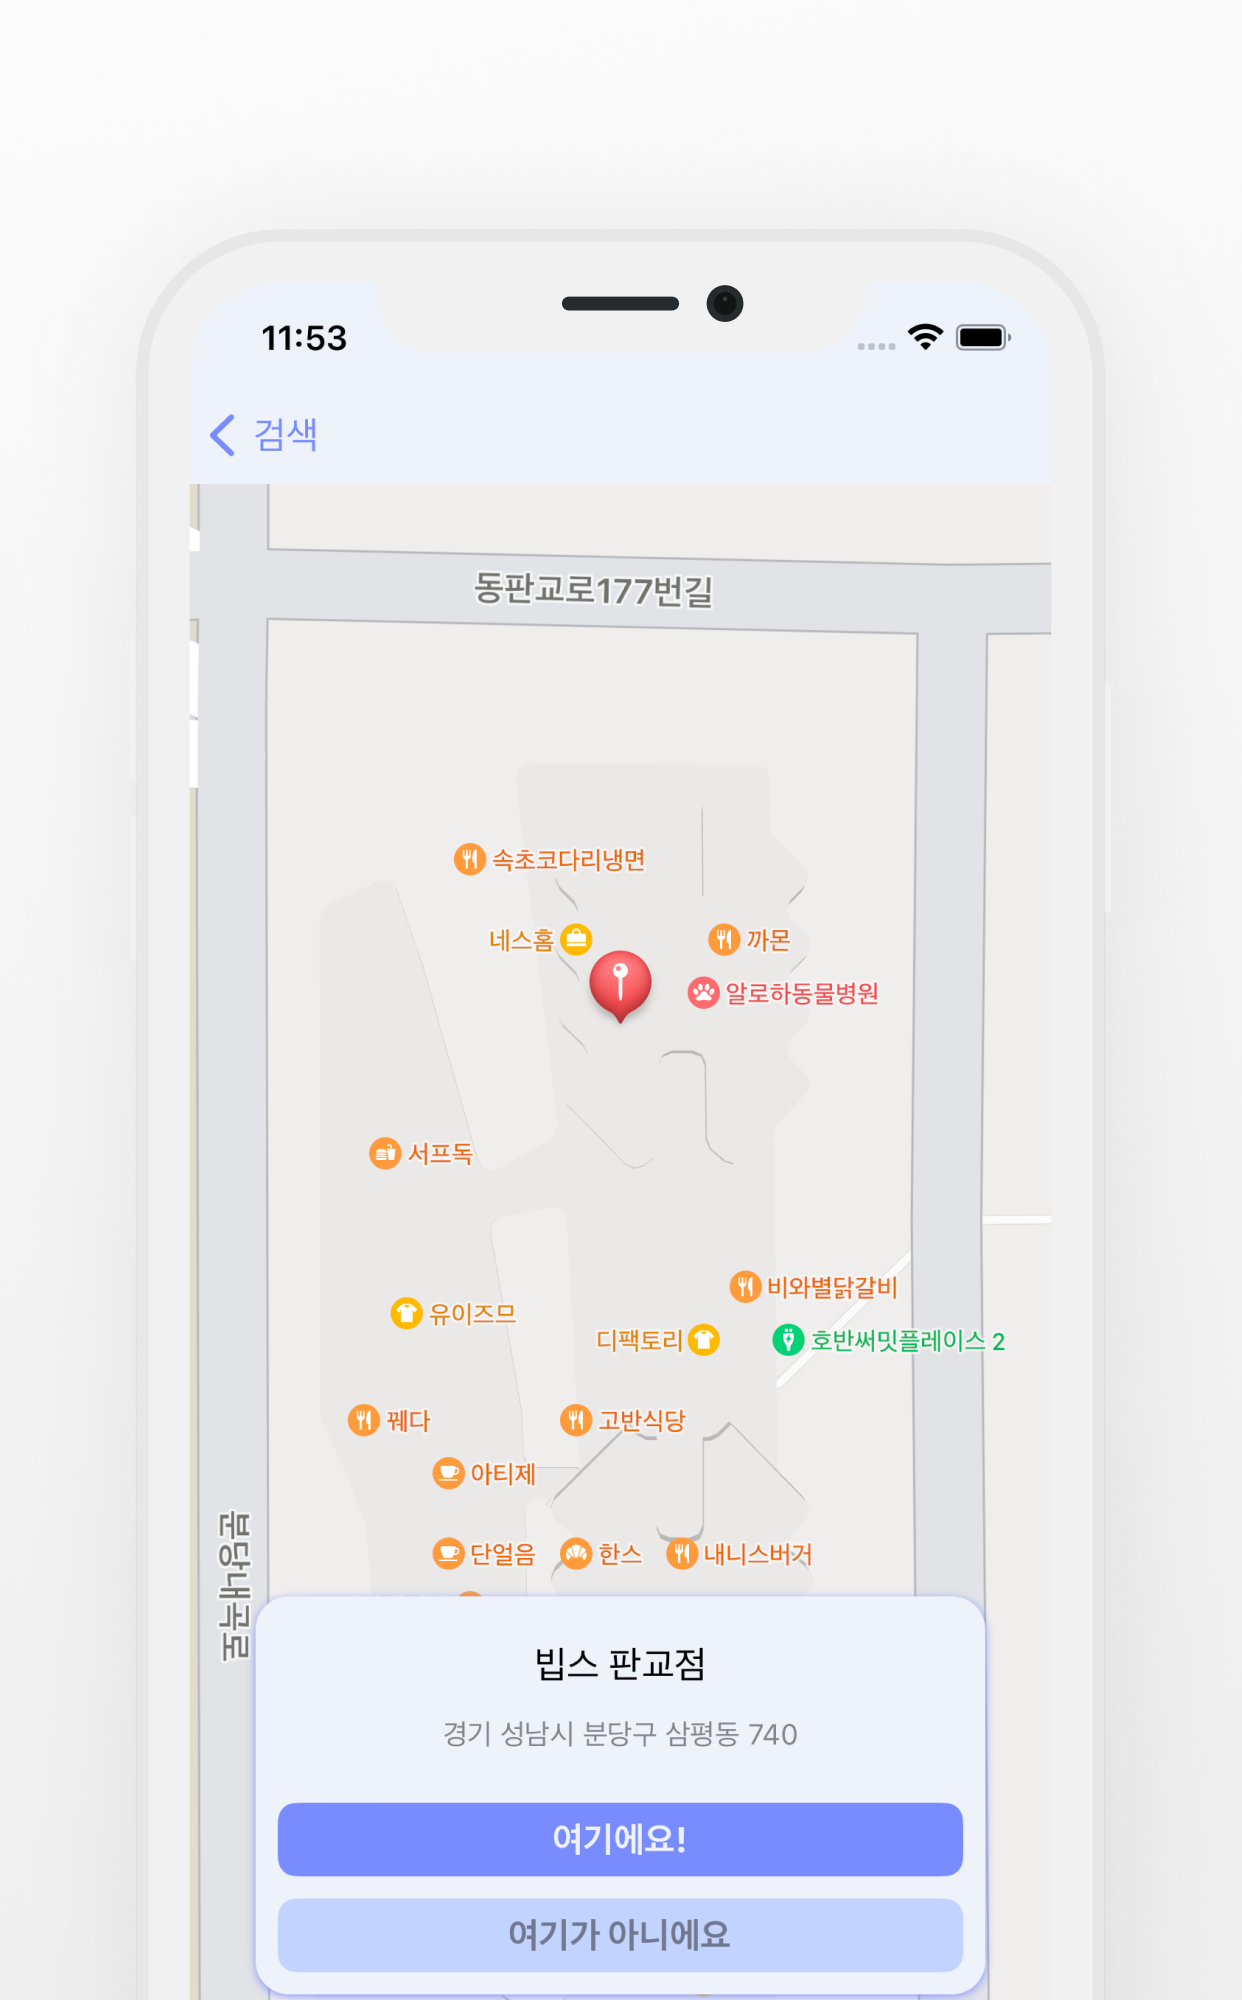 11:53
검색
동판교로177번길
속초코다리냉면
네스홈
까몬
알로하동물병원
서프독
비와별닭갈비
유이즈므
디팩토리
호반써밋플레이스 2
꿰다
고반식당
아티제
단얼음
한스
내니스버거
분당내곡로
빕스 판교점
경기 성남시 분당구 삼평동 740
여기에요!
여기가 아니에요